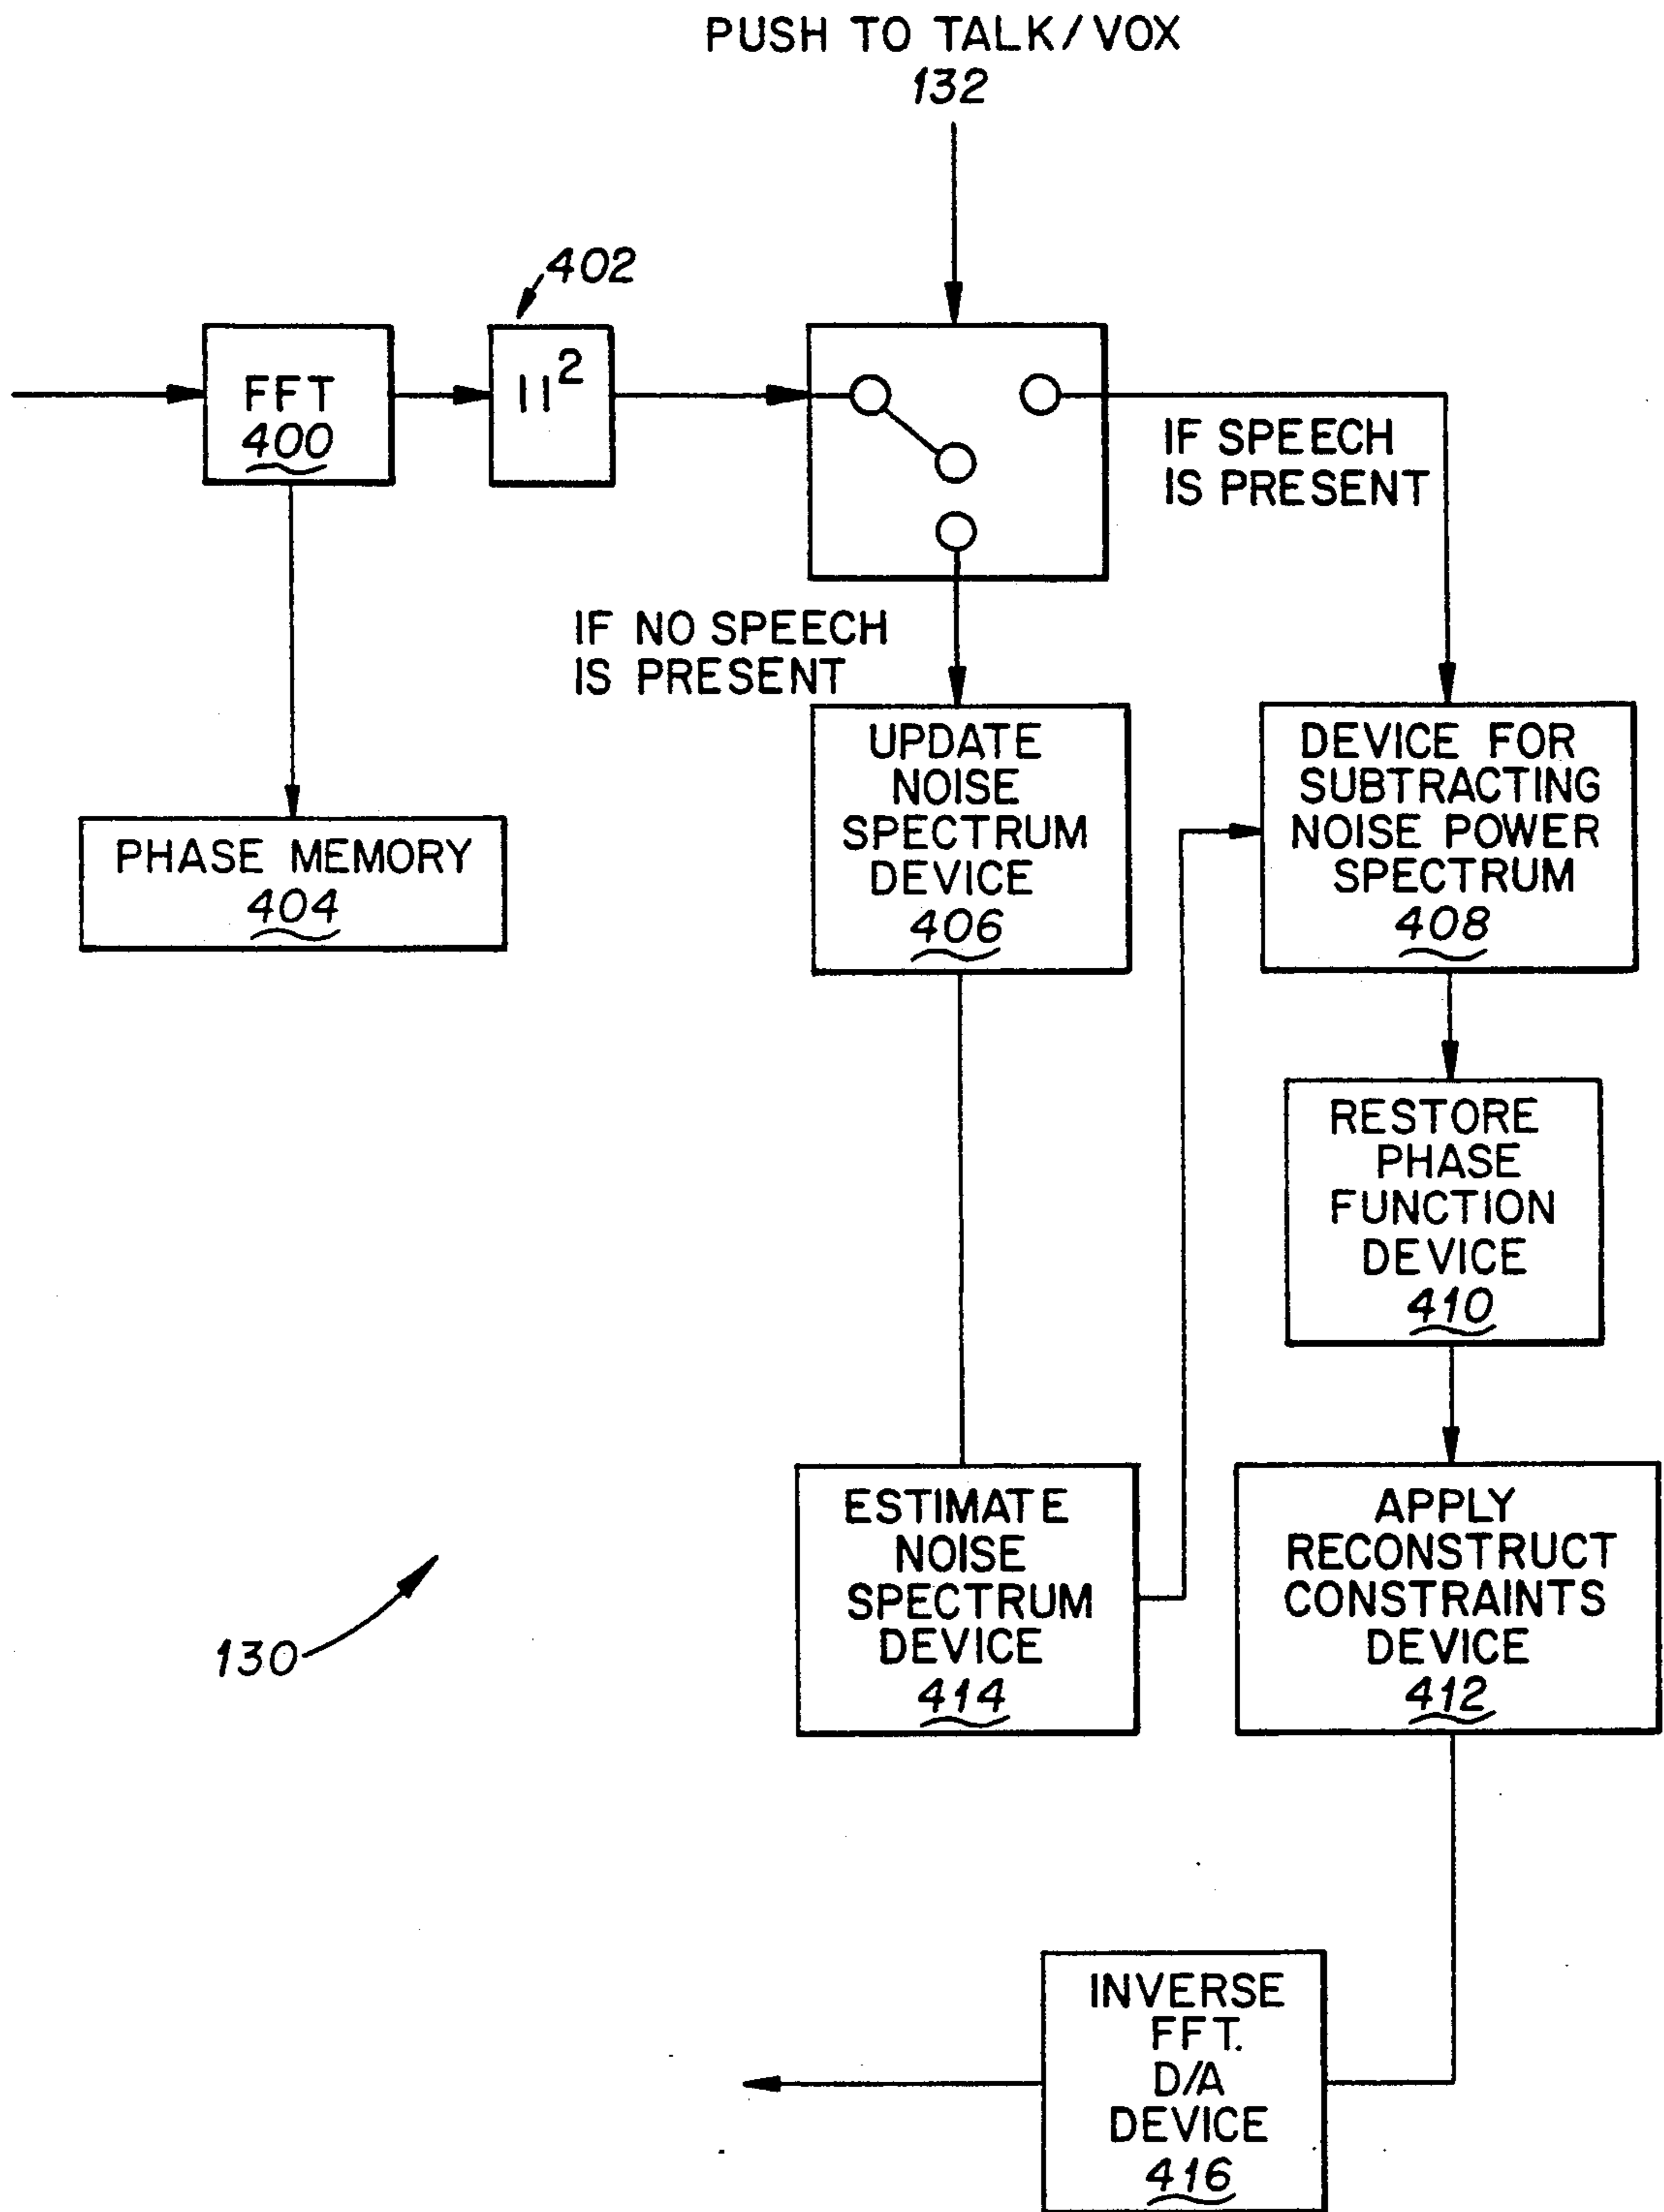 PUSH TO TALK/VOX
132
402
FFT
400
||²
IF SPEECH
IS PRESENT
IF NO SPEECH
IS PRESENT
PHASE MEMORY
404
UPDATE
NOISE
SPECTRUM
DEVICE
406
DEVICE FOR
SUBTRACTING
NOISE POWER
SPECTRUM
408
RESTORE
PHASE
FUNCTION
DEVICE
410
ESTIMATE
NOISE
SPECTRUM
DEVICE
414
APPLY
RECONSTRUCT
CONSTRAINTS
DEVICE
412
130
INVERSE
FFT.
D/A
DEVICE
416